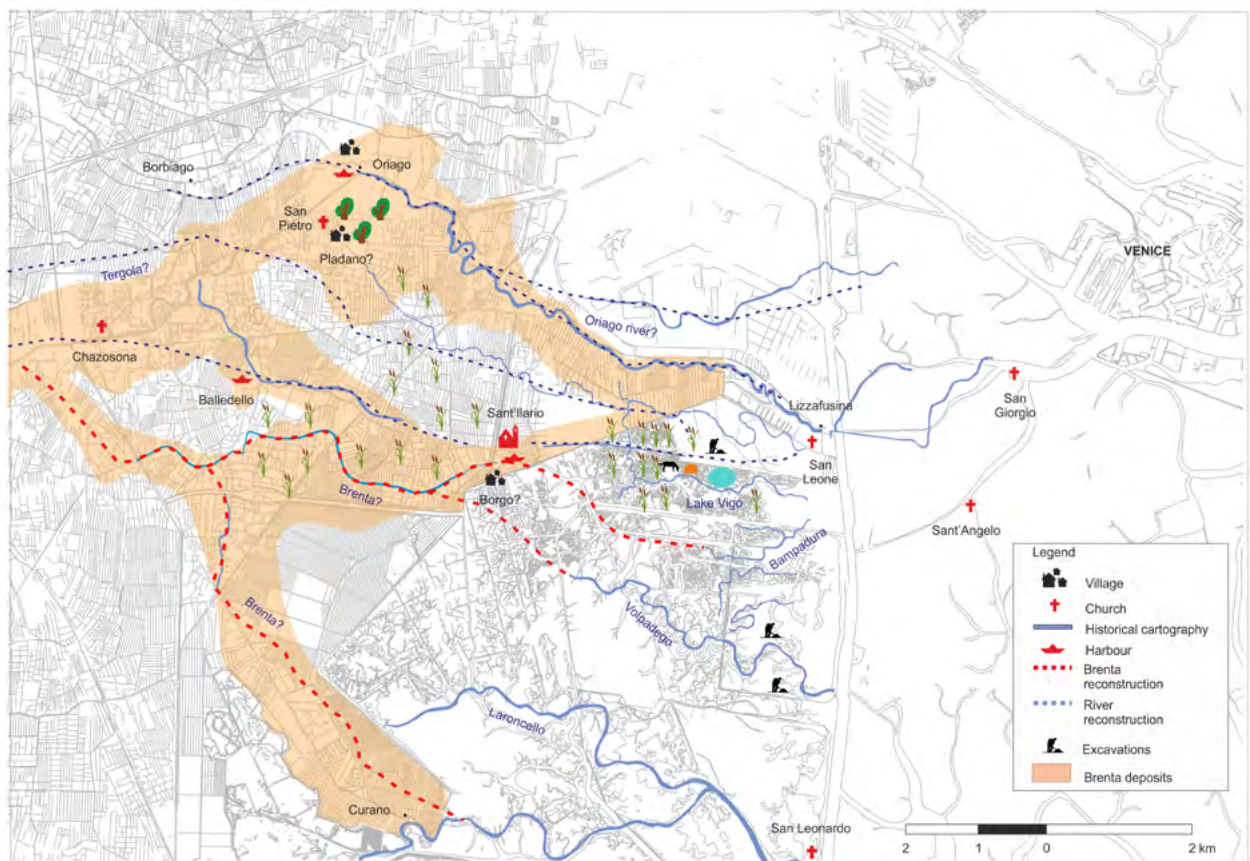 Borbiago
Oriago
San
Pietro
Pladano?
VENICE
Tergola?
Oriago river?
Chazosona
Balledello
Sant'Ilario
Lizzafusina
San
Giorgio
San
Leone
Brenta?
Borgo?
Lake Vigo
Sant'Angelo
Bampadura
Brenta?
Volpadego
Laroncello
Curano
San Leonardo
Legend
Village
Church
Historical cartography
Harbour
Brenta
reconstruction
River
reconstruction
Excavations
Brenta deposits
2 1 0 2 km